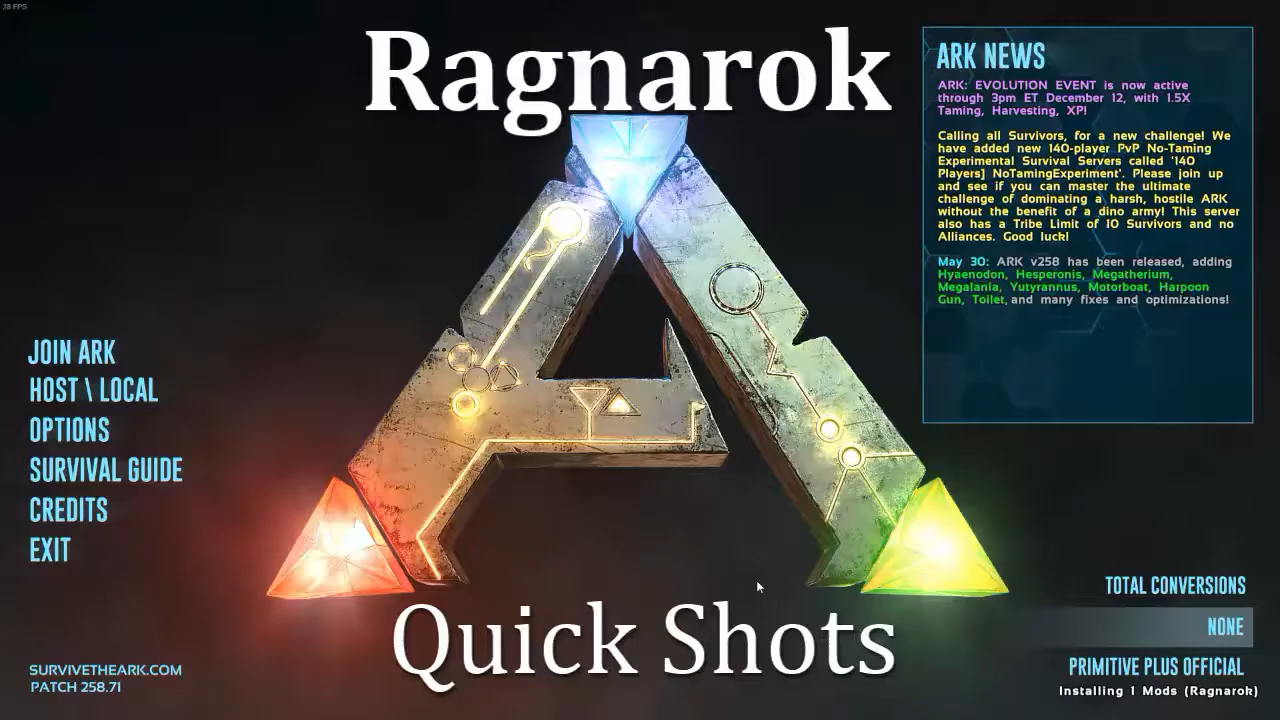 28 FPS
Ragnarok
ARK NEWS
ARK: EVOLUTION EVENT is now active
through 3pm ET December 12, with 1.5X
Taming, Harvesting, XP!
Calling all Survivors, for a new challenge! We
have added new 140-player PvP No-Taming
Experimental Survival Servers called '140
Players] NoTamingExperiment'. Please join up
and see if you can master the ultimate
challenge of dominating a harsh, hostile ARK
without the benefit of a dino army! This server
also has a Tribe Limit of 10 Survivors and no
Alliances. Good luck!
May 30: ARK v258 has been released, adding
Hyaenodon, Hesperonis, Megatherium,
Megalania, Yutyrannus, Motorboat, Harpoon
Gun, Toilet, and many fixes and optimizations!
JOIN ARK
HOST \ LOCAL
OPTIONS
SURVIVAL GUIDE
CREDITS
EXIT
TOTAL CONVERSIONS
NONE
PRIMITIVE PLUS OFFICIAL
Installing 1 Mods (Ragnarok)
Quick Shots
SURVIVETHEARK.COM
PATCH 258.71